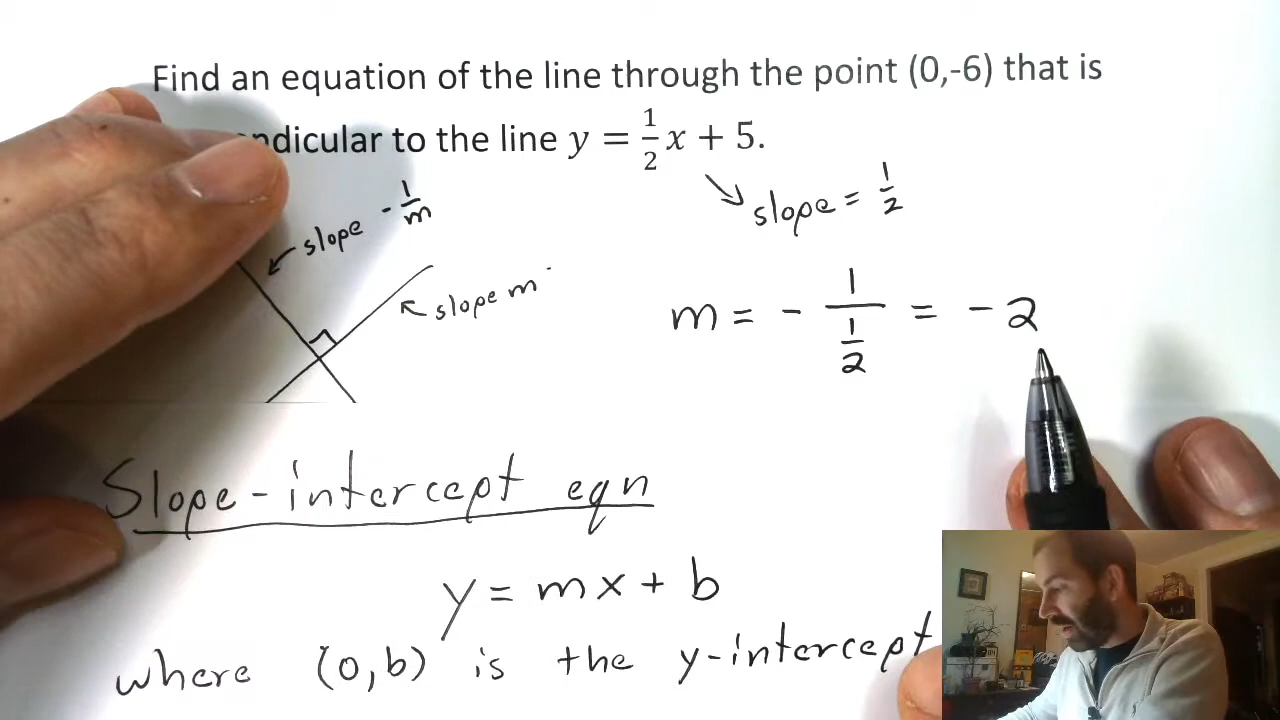 Find an equation of the line through the point (0,-6) that is
ndicular to the line y = 1/2 x + 5.
slope = 1/2
slope - 1/m
slope m
m = - 1/(1/2) = -2
Slope-intercept eqn
y = mx + b
where (0,b) is the y-intercept